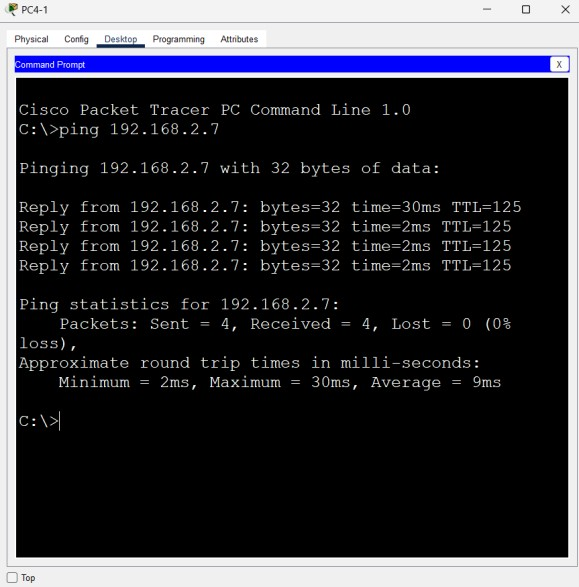 PC4-1
Physical Config Desktop Programming Attributes
Command Prompt X
Cisco Packet Tracer PC Command Line 1.0
C:\>ping 192.168.2.7
Pinging 192.168.2.7 with 32 bytes of data:
Reply from 192.168.2.7: bytes=32 time=30ms TTL=125
Reply from 192.168.2.7: bytes=32 time=2ms TTL=125
Reply from 192.168.2.7: bytes=32 time=2ms TTL=125
Reply from 192.168.2.7: bytes=32 time=2ms TTL=125
Ping statistics for 192.168.2.7:
Packets: Sent = 4, Received = 4, Lost = 0 (0%
loss),
Approximate round trip times in milli-seconds:
Minimum = 2ms, Maximum = 30ms, Average = 9ms
C:\>
Top